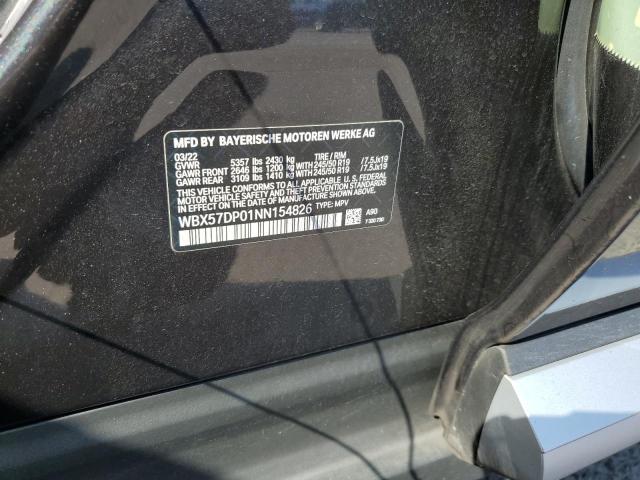 MFD BY BAYERISCHE MOTOREN WERKE AG
03/22 TIRE / RIM
GVWR 5357 lbs 2430 kg
GAWR FRONT 2646 lbs 1200 kg WITH 245/50 R19 /7.5Jx19
GAWR REAR 3109 lbs 1410 kg WITH 245/50 R19 /7.5Jx19
THIS VEHICLE CONFORMS TO ALL APPLICABLE U.S. FEDERAL
MOTOR VEHICLE SAFETY, BUMPER, AND THEFT PREVENTION
STANDARDS IN EFFECT ON THE DATE OF MANUFACTURE SHOWN ABOVE.
WBX57DP01NN154826 TYPE: MPV
A90